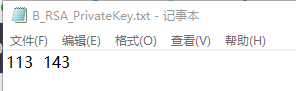 B_RSA_PrivateKey.txt - 记事本
文件(F) 编辑(E) 格式(O) 查看(V) 帮助(H)
113 143